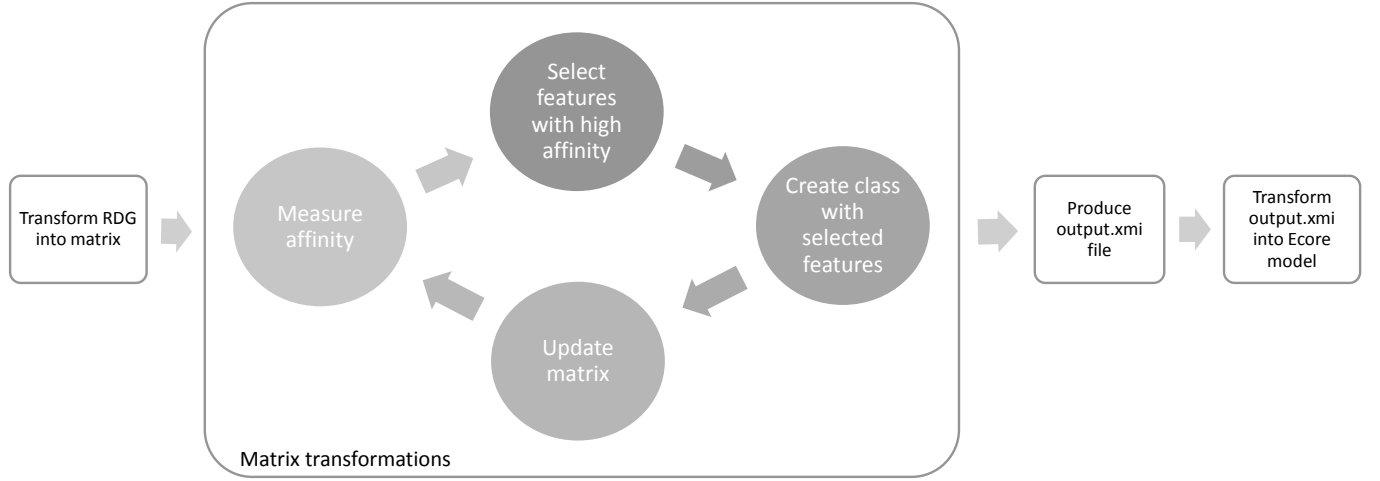 Transform RDG
into matrix
Measure
affinity
Select
features
with high
affinity
Create class
with
selected
features
Update
matrix
Matrix transformations
Produce
output.xmi
file
Transform
output.xmi
into Ecore
model